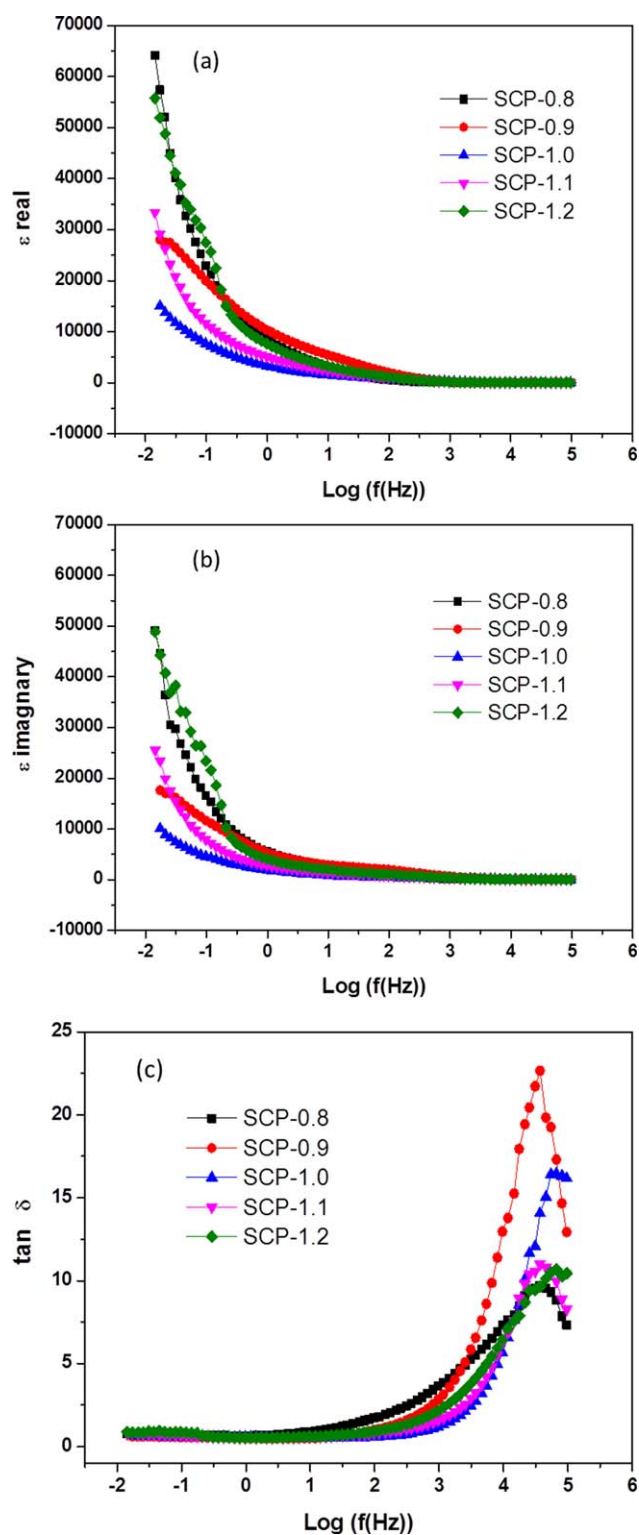 70000
60000
50000
40000
30000
20000
10000
0
-10000
ε real
(a)
SCP-0.8
SCP-0.9
SCP-1.0
SCP-1.1
SCP-1.2
-2 -1 0 1 2 3 4 5 6
Log (f(Hz))
70000
60000
50000
40000
30000
20000
10000
0
-10000
ε imagnary
(b)
SCP-0.8
SCP-0.9
SCP-1.0
SCP-1.1
SCP-1.2
-2 -1 0 1 2 3 4 5 6
Log (f(Hz))
25
20
15
10
5
0
tan δ
(c)
SCP-0.8
SCP-0.9
SCP-1.0
SCP-1.1
SCP-1.2
-2 -1 0 1 2 3 4 5 6
Log (f(Hz))